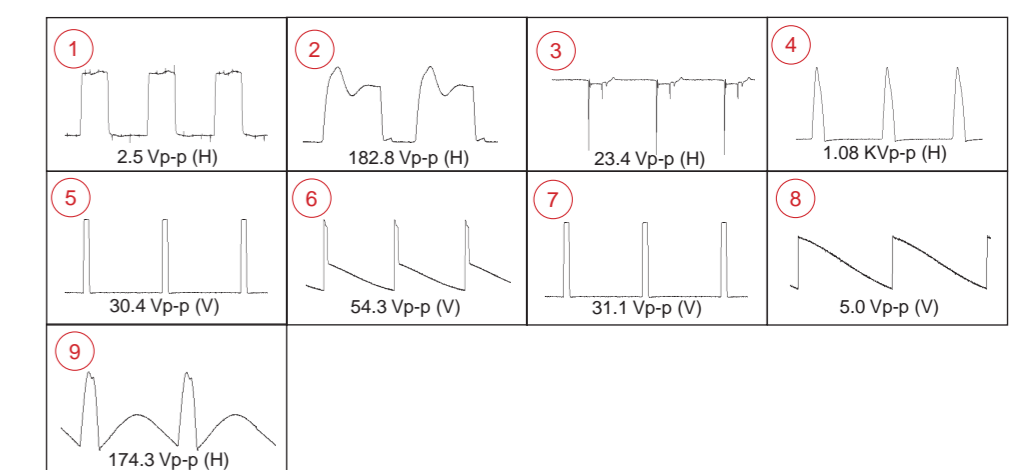 1
2.5 Vp-p (H)
2
182.8 Vp-p (H)
3
23.4 Vp-p (H)
4
1.08 KVp-p (H)
5
30.4 Vp-p (V)
6
54.3 Vp-p (V)
7
31.1 Vp-p (V)
8
5.0 Vp-p (V)
9
174.3 Vp-p (H)